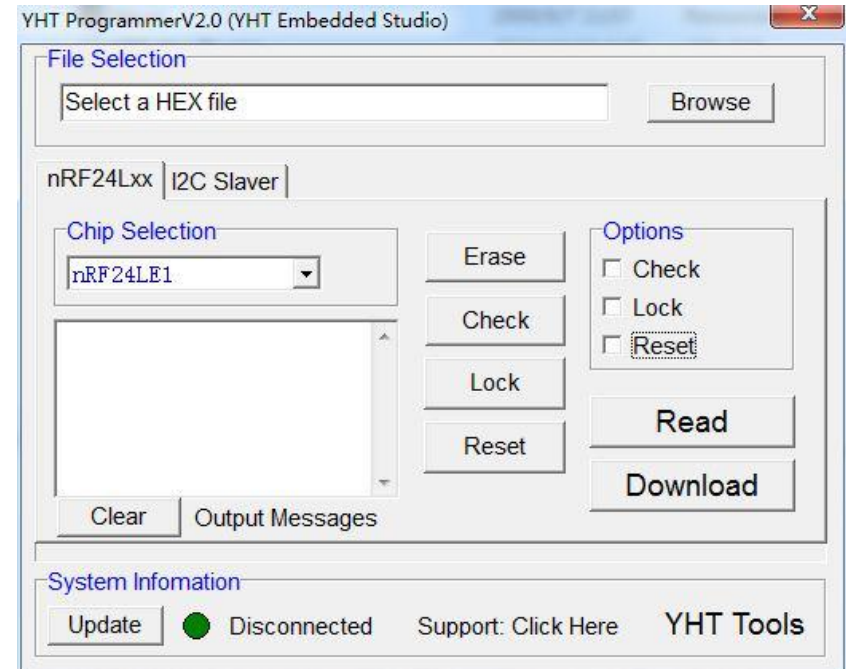 YHT ProgrammerV2.0 (YHT Embedded Studio)
File Selection
Select a HEX file
Browse
nRF24Lxx
I2C Slaver
Chip Selection
nRF24LE1
Erase
Check
Lock
Reset
Options
Check
Lock
Reset
Read
Download
Clear
Output Messages
System Infomation
Update
Disconnected
Support: Click Here
YHT Tools